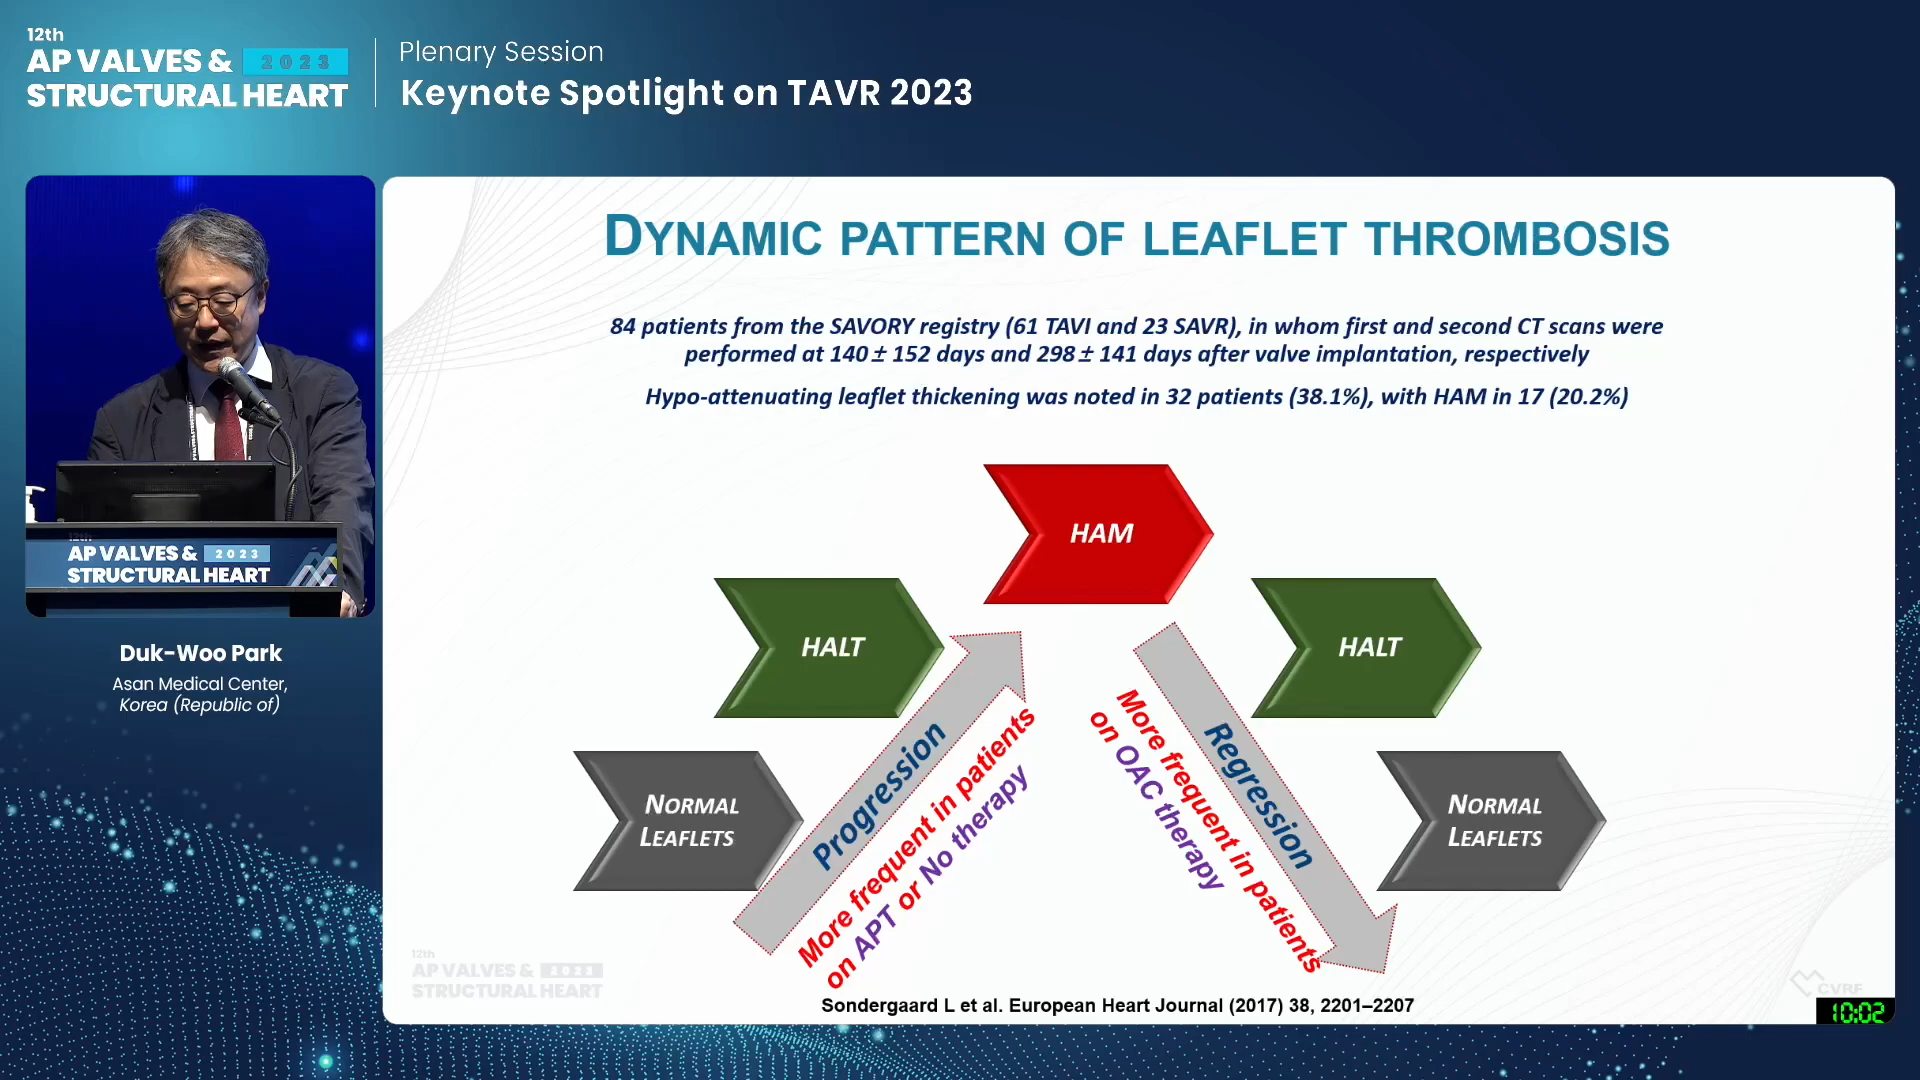 12th
AP VALVES & 2023
STRUCTURAL HEART
Plenary Session
Keynote Spotlight on TAVR 2023
12th
AP VALVES & 2023
STRUCTURAL HEART
Duk-Woo Park
Asan Medical Center,
Korea (Republic of)
DYNAMIC PATTERN OF LEAFLET THROMBOSIS
84 patients from the SAVORY registry (61 TAVI and 23 SAVR), in whom first and second CT scans were
performed at 140 ± 152 days and 298 ± 141 days after valve implantation, respectively
Hypo-attenuating leaflet thickening was noted in 32 patients (38.1%), with HAM in 17 (20.2%)
HAM
HALT
HALT
NORMAL
LEAFLETS
Progression
More frequent in patients
on APT or No therapy
Regression
More frequent in patients
on OAC therapy
NORMAL
LEAFLETS
12th
AP VALVES & 2023
STRUCTURAL HEART
Sondergaard L et al. European Heart Journal (2017) 38, 2201–2207
CVRF
10:02